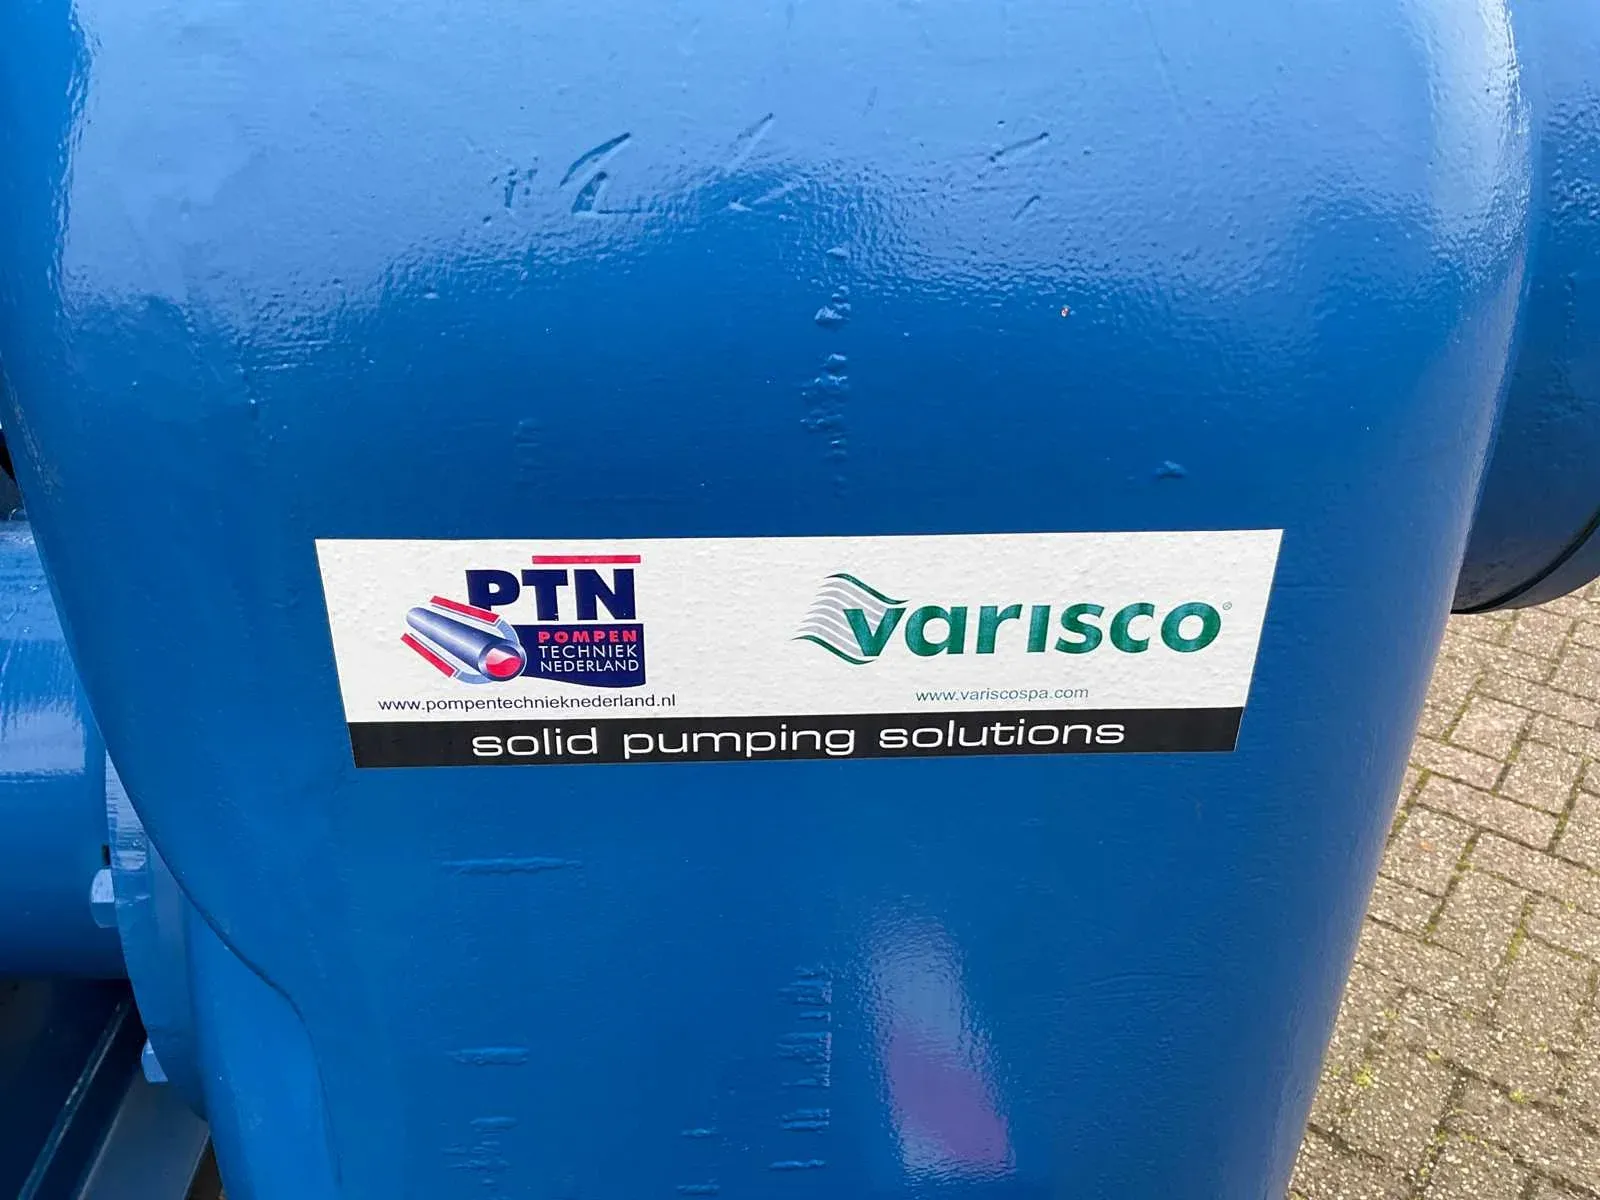 PTN
POMPEN
TECHNIEK
NEDERLAND
www.pompentechnieknederland.nl
varisco®
www.variscospa.com
solid pumping solutions